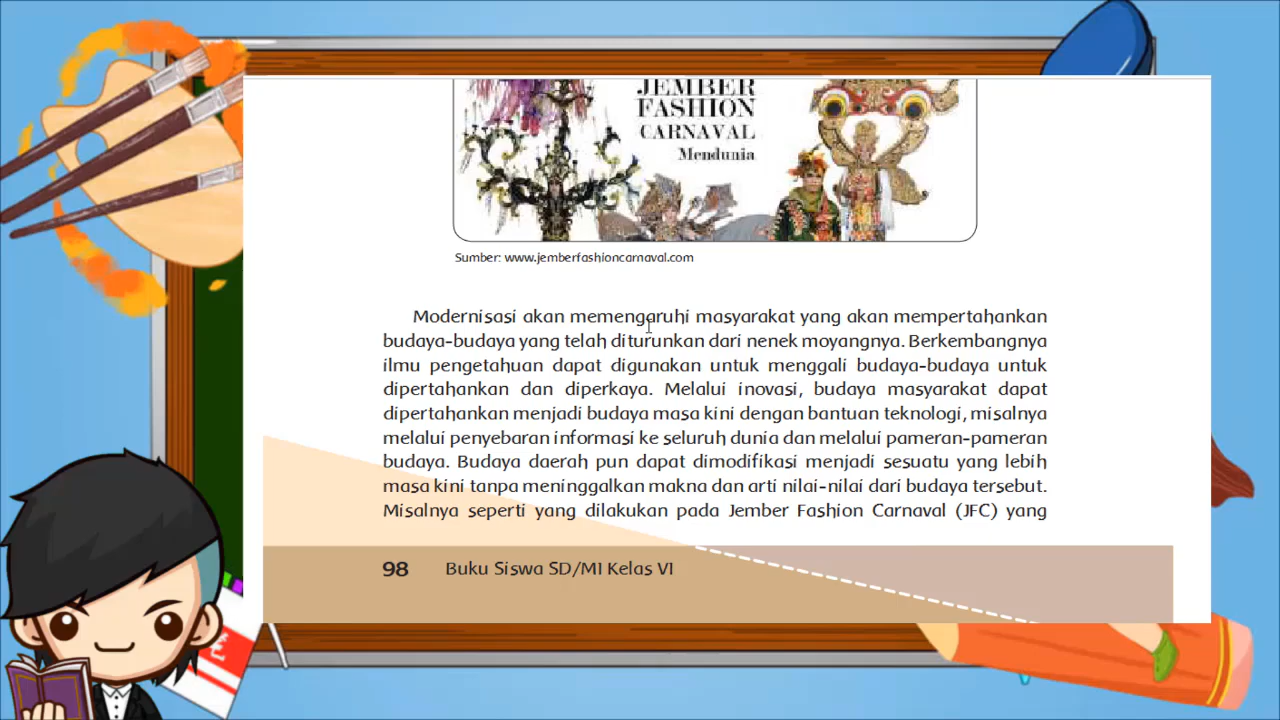 JEMBER
FASHION
CARNAVAL
Mendunia
Sumber: www.jemberfashioncarnaval.com
Modernisasi akan memengaruhi masyarakat yang akan mempertahankan
budaya-budaya yang telah diturunkan dari nenek moyangnya. Berkembangnya
ilmu pengetahuan dapat digunakan untuk menggali budaya-budaya untuk
dipertahankan dan diperkaya. Melalui inovasi, budaya masyarakat dapat
dipertahankan menjadi budaya masa kini dengan bantuan teknologi, misalnya
melalui penyebaran informasi ke seluruh dunia dan melalui pameran-pameran
budaya. Budaya daerah pun dapat dimodifikasi menjadi sesuatu yang lebih
masa kini tanpa meninggalkan makna dan arti nilai-nilai dari budaya tersebut.
Misalnya seperti yang dilakukan pada Jember Fashion Carnaval (JFC) yang
98 Buku Siswa SD/MI Kelas VI